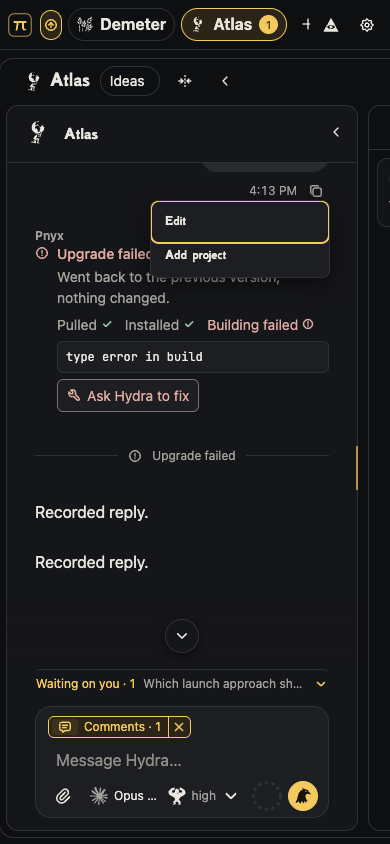 π
Demeter
Atlas 1
Atlas
Ideas
Atlas
4:13 PM
Edit
Add project
Pnyx
Upgrade failed
Went back to the previous version,
nothing changed.
Pulled Installed Building failed
type error in build
Ask Hydra to fix
Upgrade failed
Recorded reply.
Recorded reply.
Waiting on you · 1 Which launch approach sh...
Comments · 1
Message Hydra...
Opus ... high